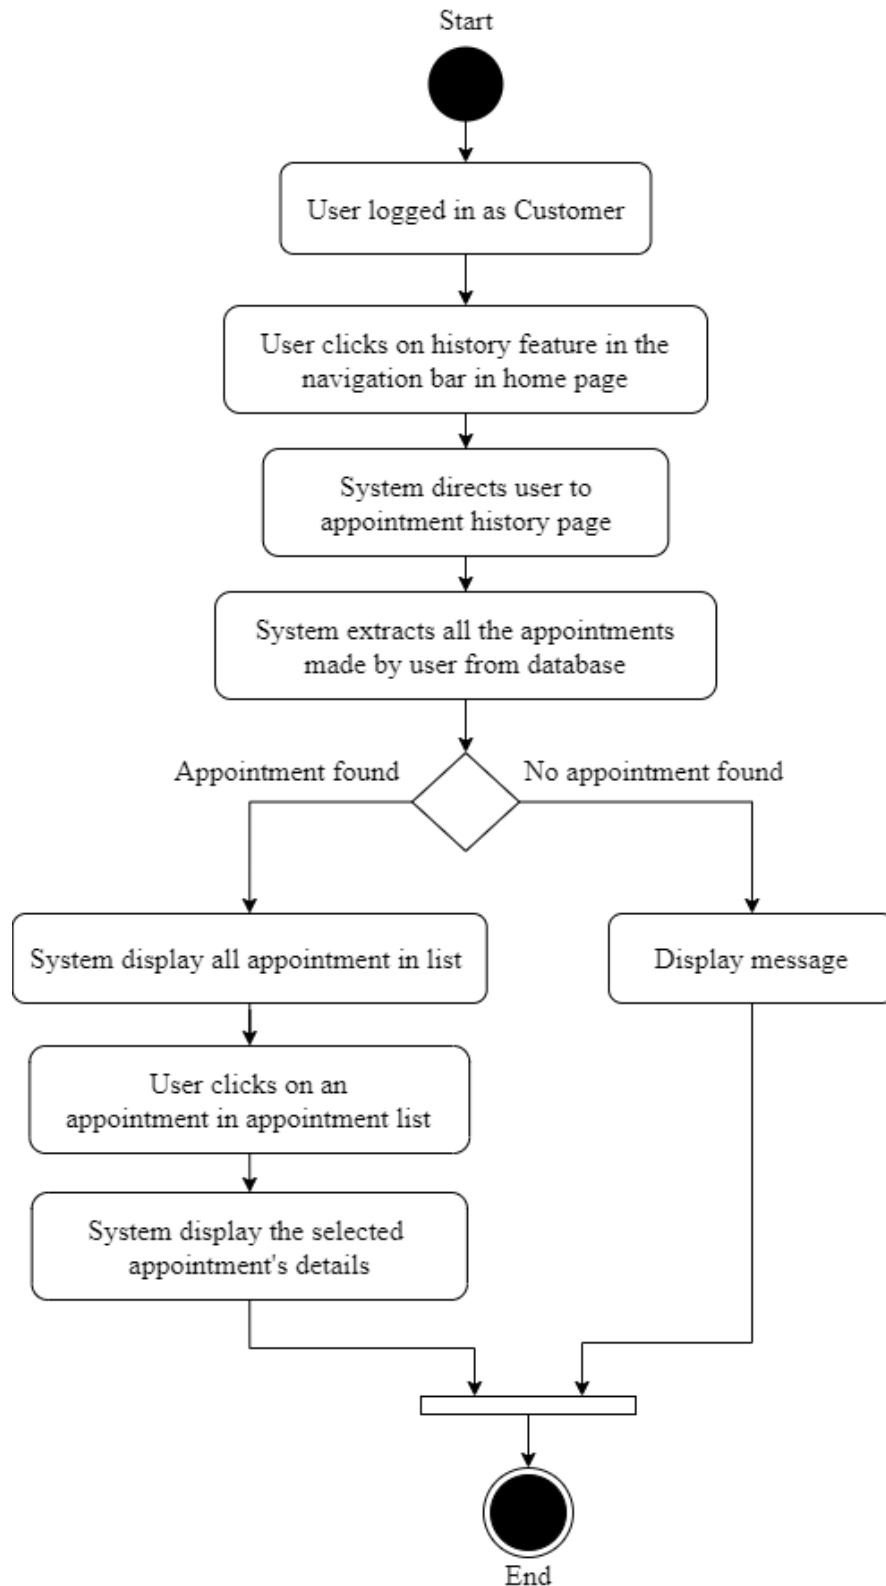 Start
User logged in as Customer
User clicks on history feature in the
navigation bar in home page
System directs user to
appointment history page
System extracts all the appointments
made by user from database
Appointment found
No appointment found
System display all appointment in list
Display message
User clicks on an
appointment in appointment list
System display the selected
appointment's details
End